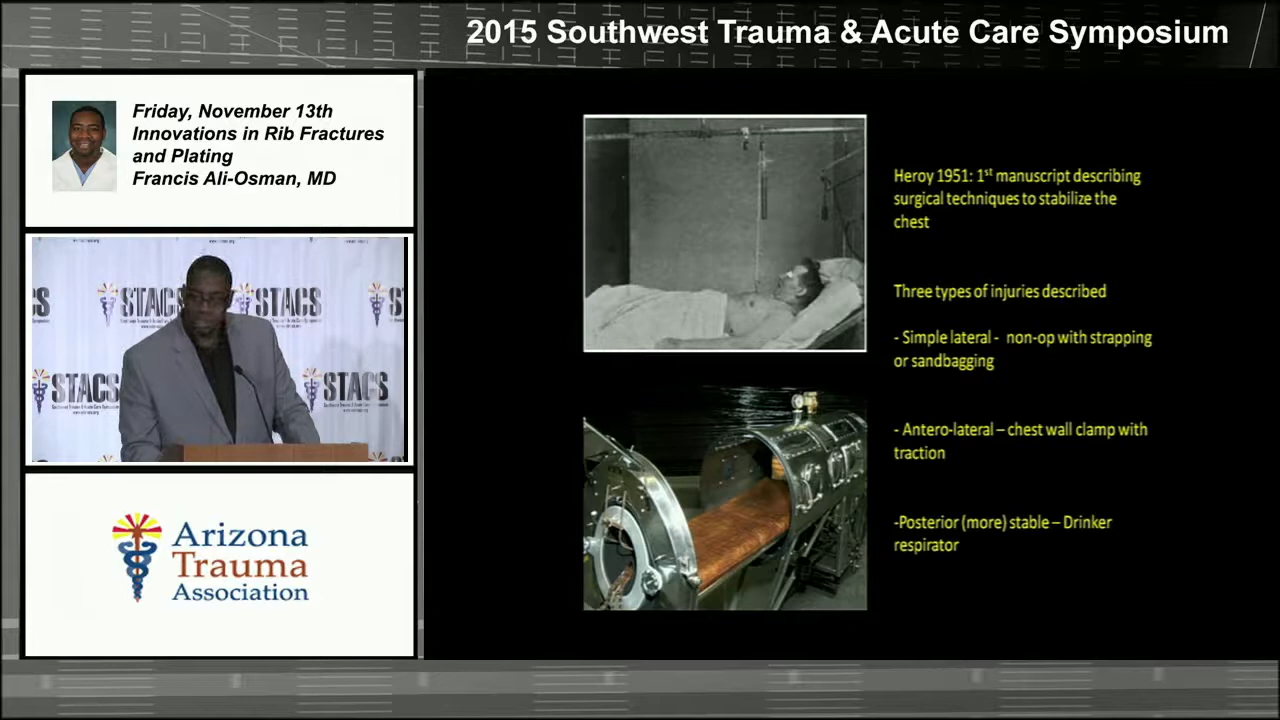 2015 Southwest Trauma & Acute Care Symposium
Friday, November 13th
Innovations in Rib Fractures
and Plating
Francis Ali-Osman, MD
STACS
STACS
STACS
STACS
Arizona
Trauma
Association
Heroy 1951: 1st manuscript describing
surgical techniques to stabilize the
chest
Three types of injuries described
- Simple lateral - non-op with strapping
or sandbagging
- Antero-lateral – chest wall clamp with
traction
-Posterior (more) stable – Drinker
respirator